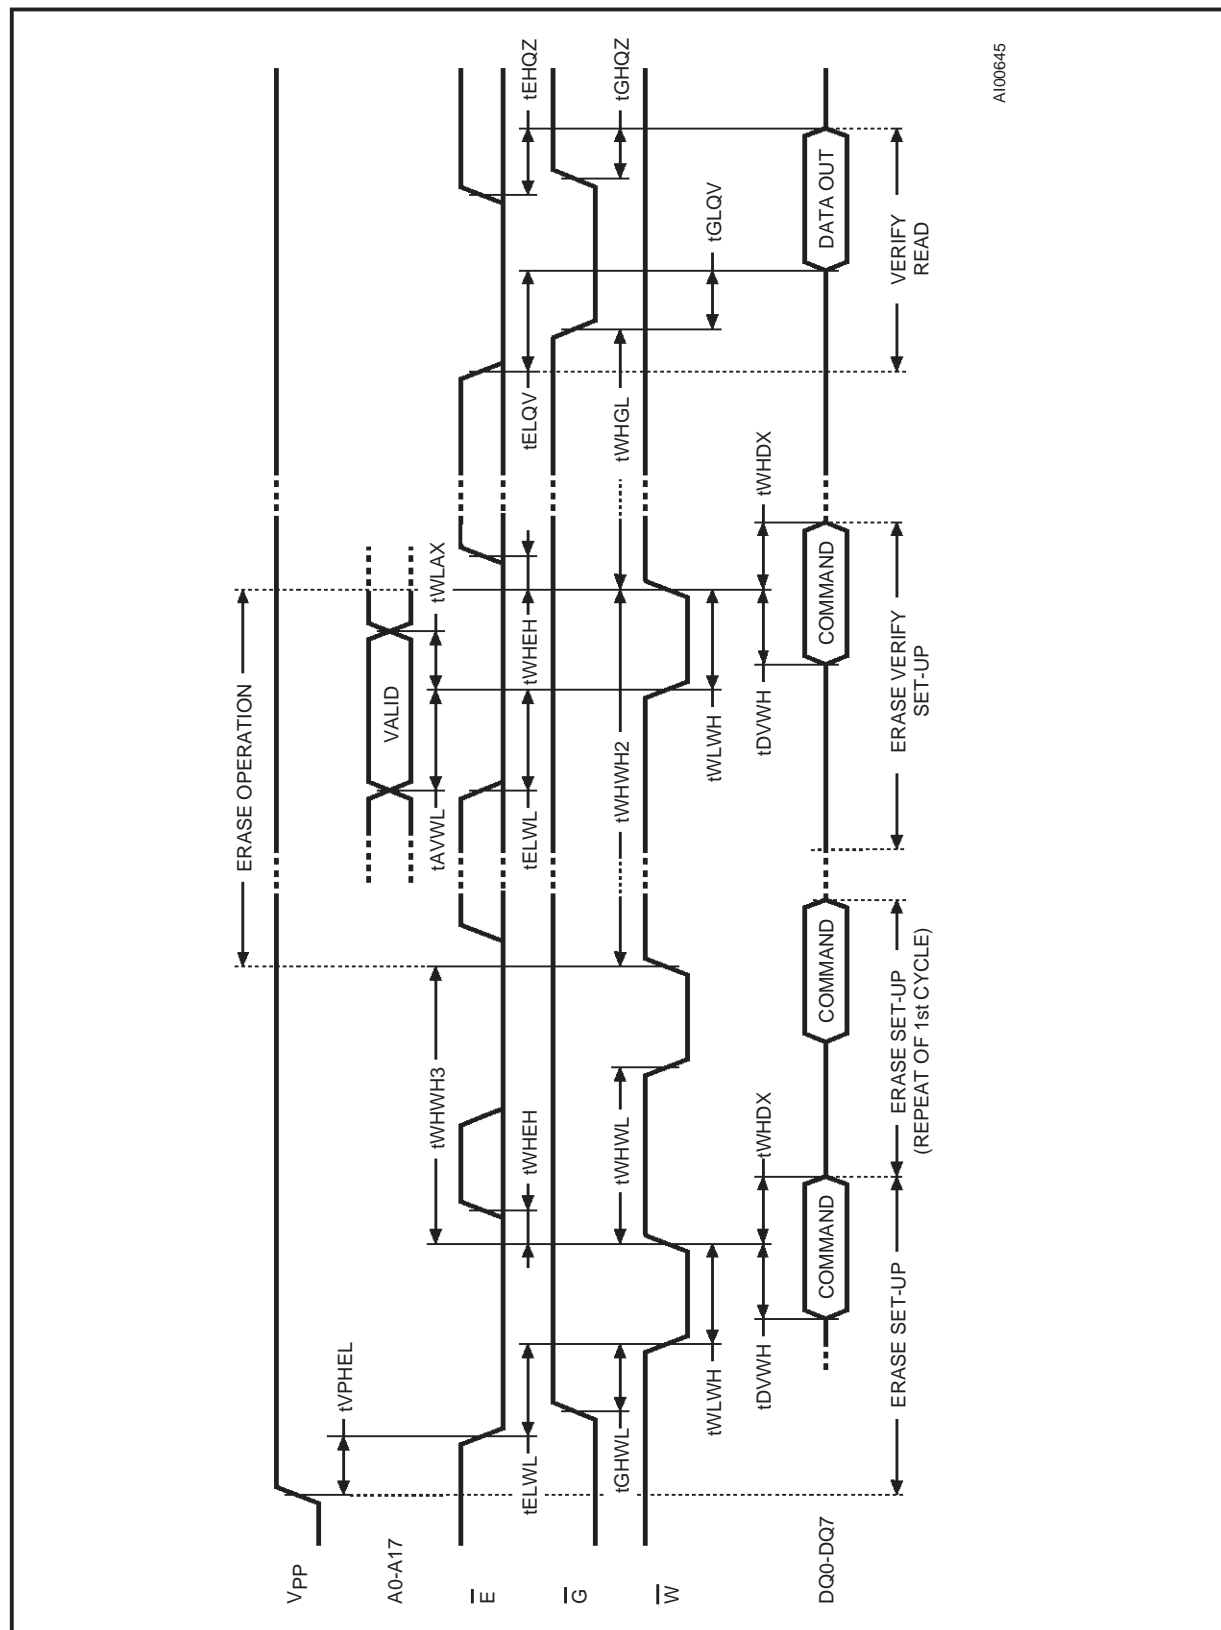 VPP
tVPHEL
ERASE OPERATION
A0-A17
VALID
tWHWH3
tAVWL
tWLAX
E
tELWL
tWHEH
tELWL
tWHEH
tELQV
tEHQZ
G
tGHWL
tWHWL
tWHWH2
tWHGL
tGHQZ
W
tWLWH
tWLWH
tGLQV
tDVWH
tWHDX
tDVWH
tWHDX
DQ0-DQ7
COMMAND
COMMAND
COMMAND
DATA OUT
ERASE SET-UP
ERASE SET-UP
(REPEAT OF 1st CYCLE)
ERASE VERIFY
SET-UP
VERIFY
READ
AI00645